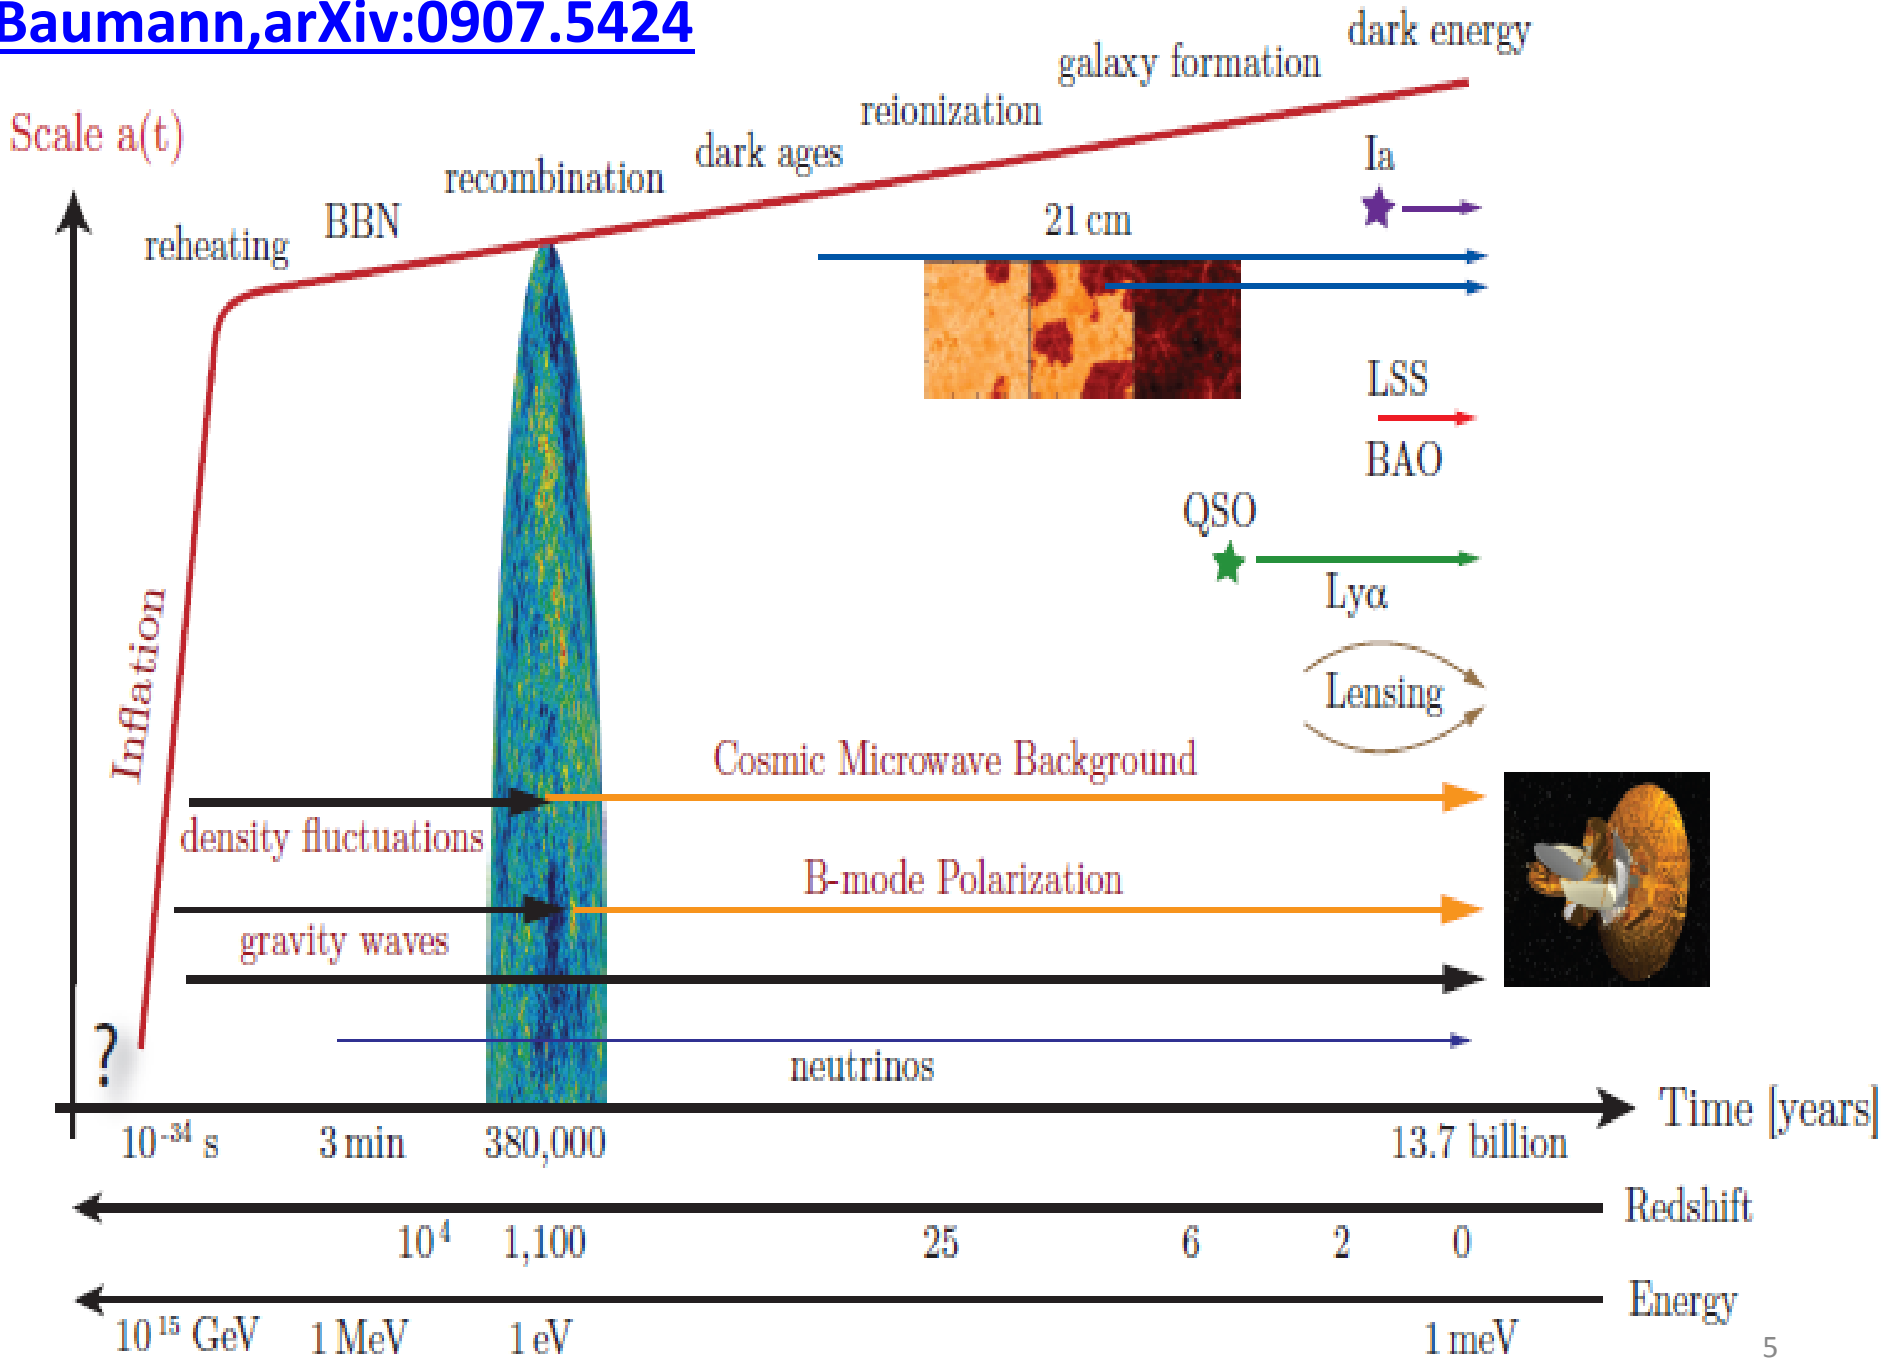 Baumann,arXiv:0907.5424
dark energy
galaxy formation
reionization
Scale a(t)
dark ages
recombination
BBN
reheating
Ia
21 cm
LSS
BAO
QSO
Lyα
Inflation
Lensing
Cosmic Microwave Background
density fluctuations
B-mode Polarization
gravity waves
?
neutrinos
Time [years]
10⁻³⁴ s 3 min 380,000 13.7 billion
Redshift
10⁴ 1,100 25 6 2 0
Energy
10¹⁵ GeV 1 MeV 1 eV 1 meV
5